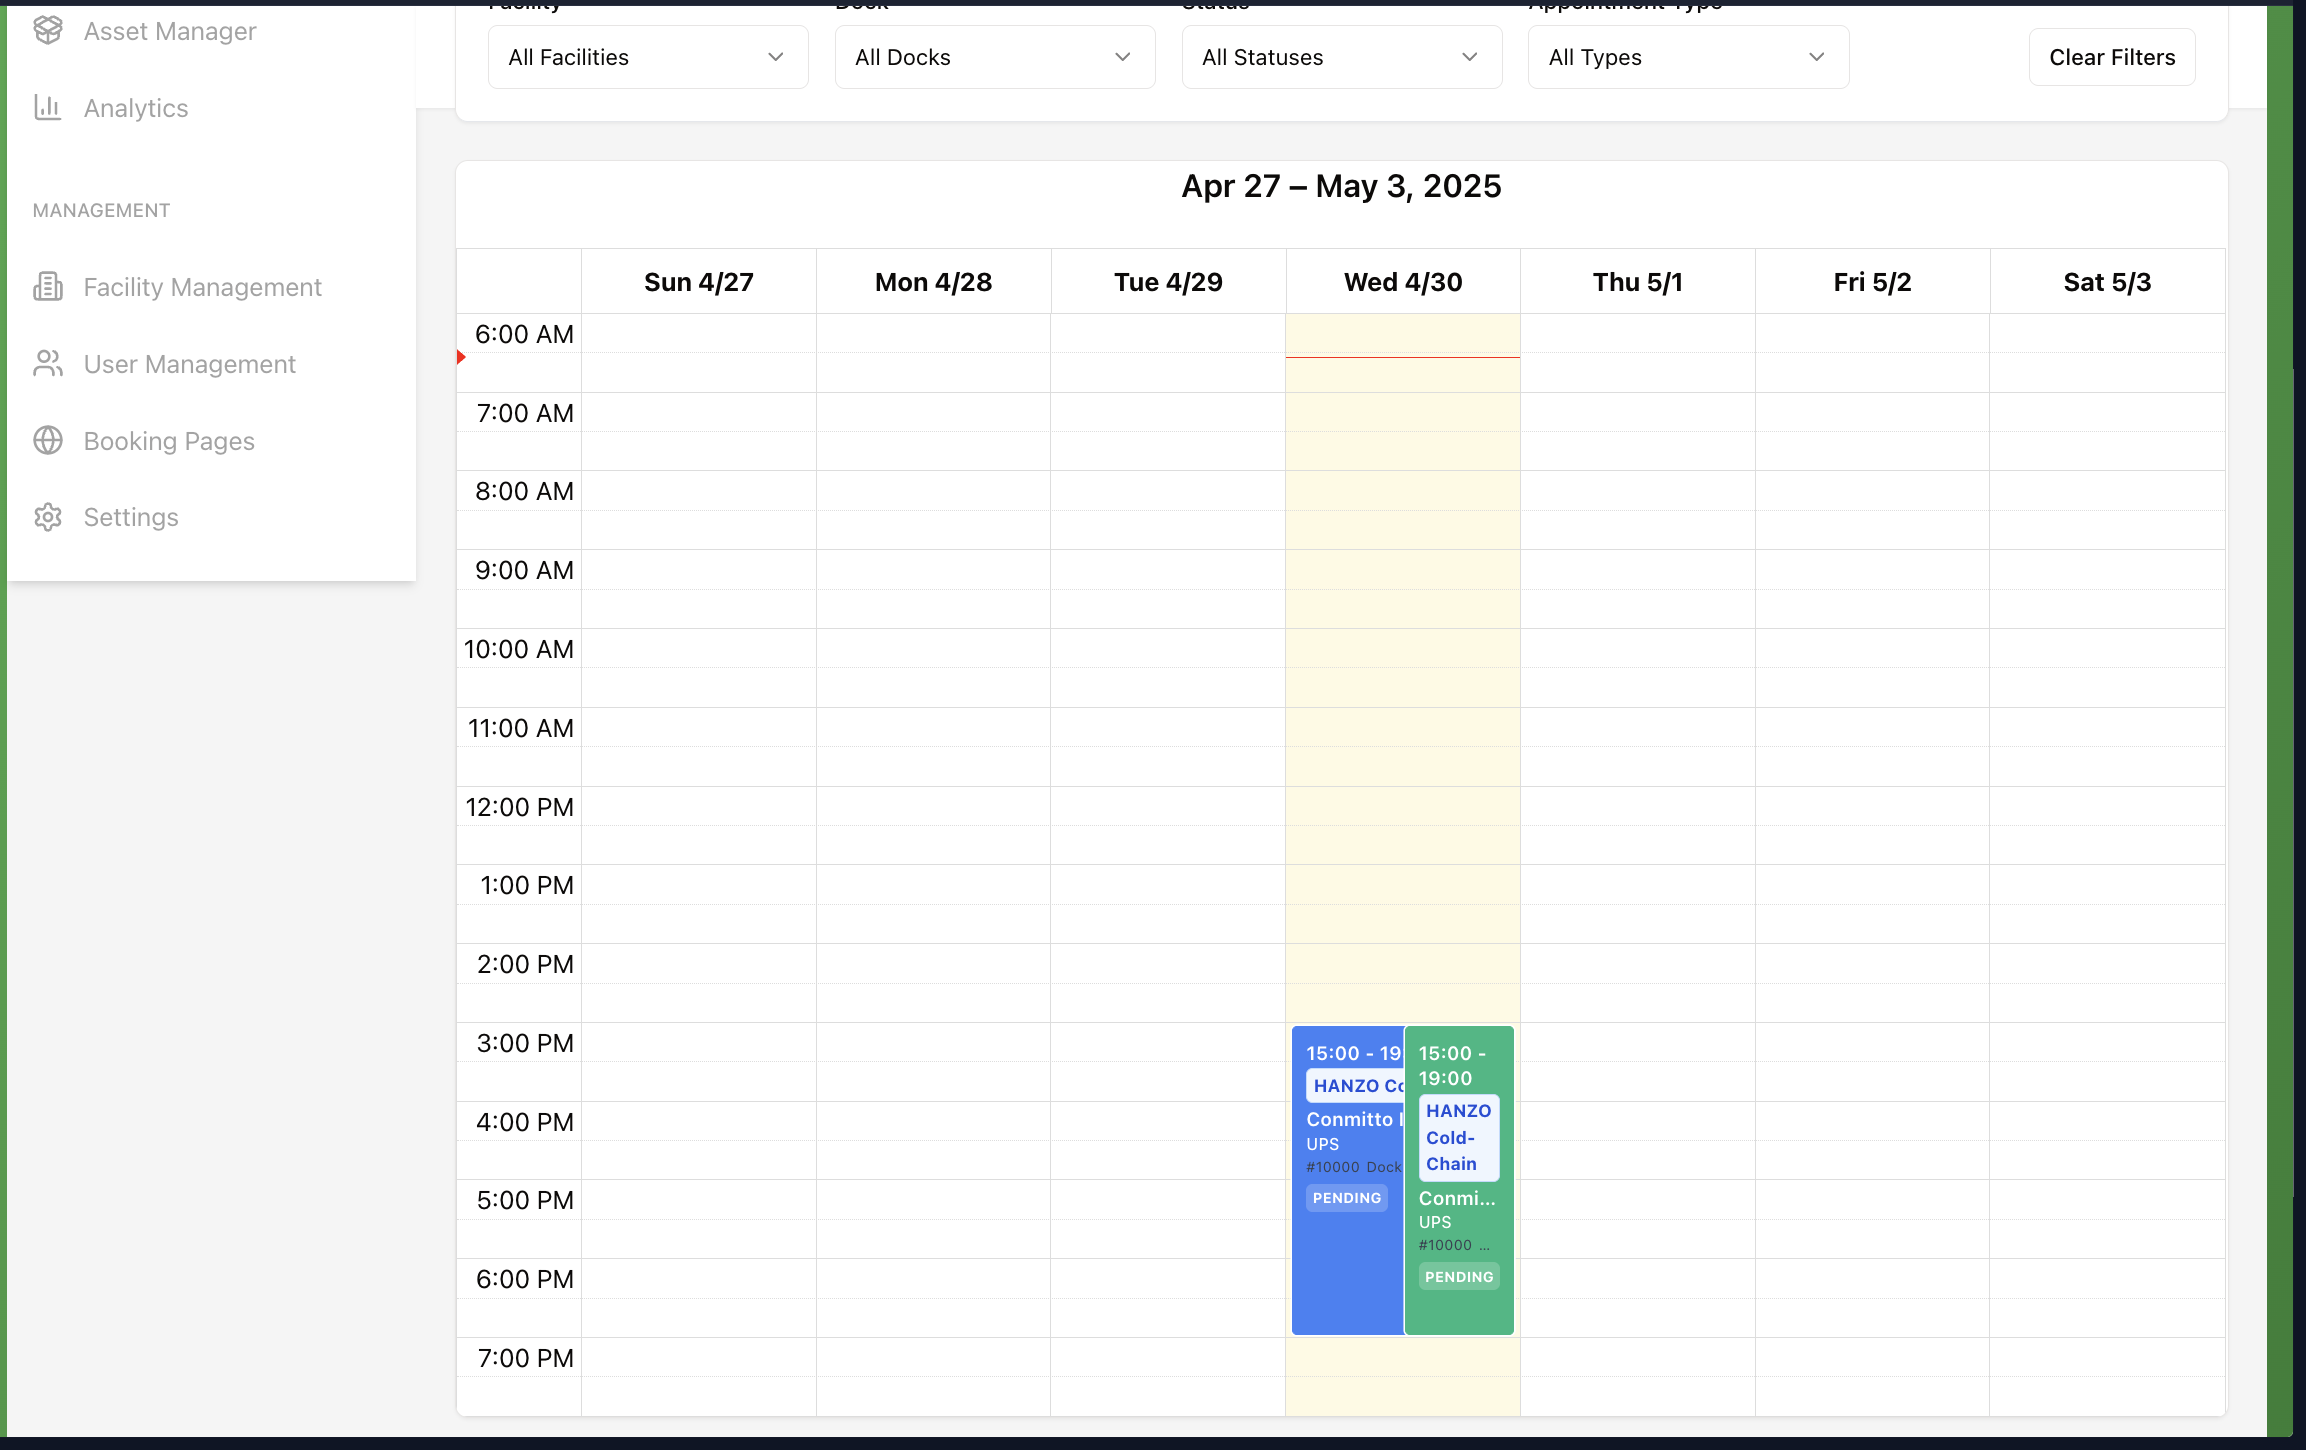 Asset Manager
Analytics
MANAGEMENT
Facility Management
User Management
Booking Pages
Settings
Facility
Dock
Status
Appointment Type
All Facilities
All Docks
All Statuses
All Types
Clear Filters
Apr 27 – May 3, 2025
Sun 4/27
Mon 4/28
Tue 4/29
Wed 4/30
Thu 5/1
Fri 5/2
Sat 5/3
6:00 AM
7:00 AM
8:00 AM
9:00 AM
10:00 AM
11:00 AM
12:00 PM
1:00 PM
2:00 PM
3:00 PM
4:00 PM
5:00 PM
6:00 PM
7:00 PM
15:00 - 19
HANZO Co
Conmitto
UPS
#10000 Dock
PENDING
15:00 -
19:00
HANZO
Cold-
Chain
Conmi...
UPS
#10000 ...
PENDING